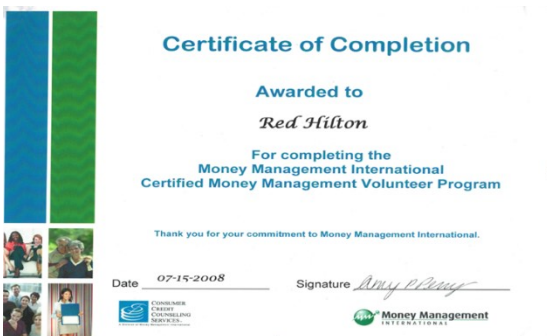 Certificate of Completion
Awarded to
Red Hilton
For completing the
Money Management International
Certified Money Management Volunteer Program
Thank you for your commitment to Money Management International.
Date 07-15-2008 Signature
CONSUMER
CREDIT
COUNSELING
SERVICES
Money Management
INTERNATIONAL